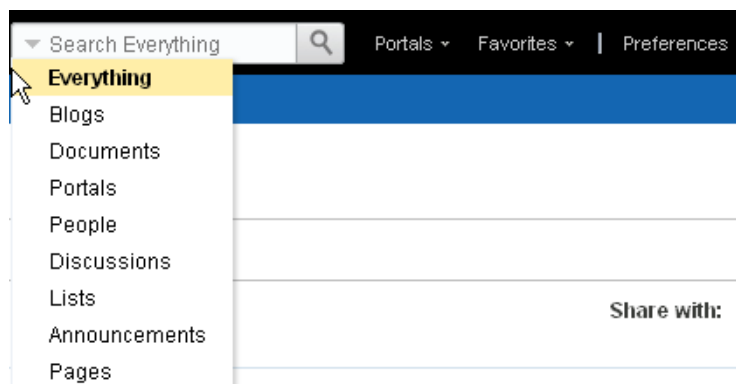 Search Everything Portals Favorites | Preferences
Everything
Blogs
Documents
Portals
People
Discussions
Lists
Share with:
Announcements
Pages